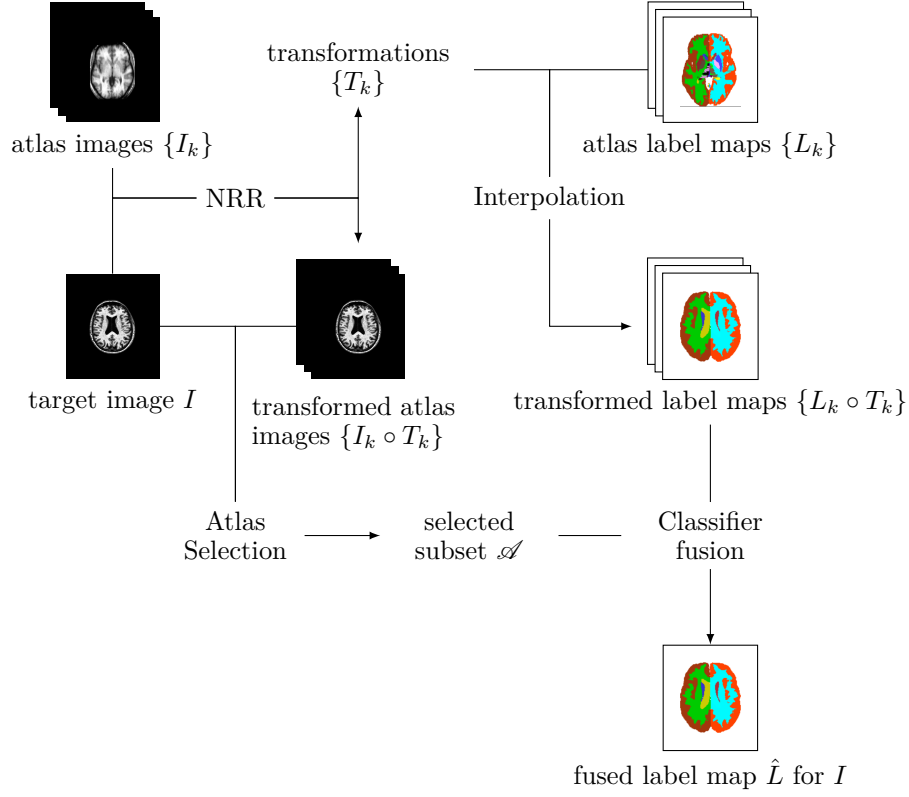 transformations
{T_k}
atlas images {I_k}
atlas label maps {L_k}
NRR
Interpolation
target image I
transformed atlas
images {I_k ∘ T_k}
transformed label maps {L_k ∘ T_k}
Atlas
Selection
selected
subset 𝒜
Classifier
fusion
fused label map L̂ for I